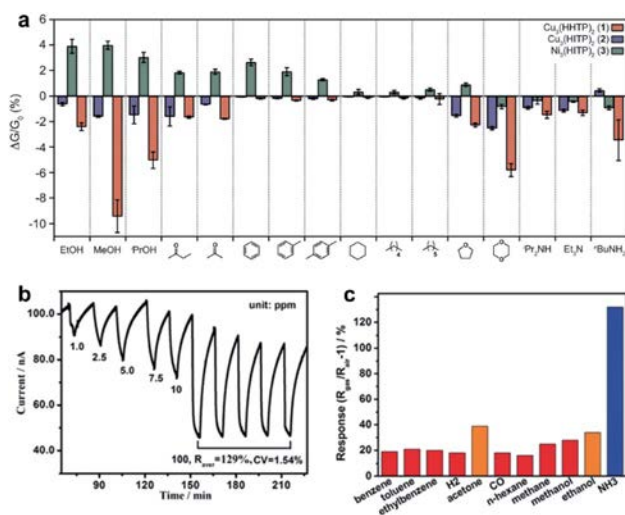 a
Cu₃(HHTP)₂ (1)
Cu₃(HITP)₂ (2)
Ni₃(HITP)₂ (3)
ΔG/G₀ (%)
6
4
2
0
-2
-4
-6
-8
-10
EtOH MeOH ⁱPrOH O O 4 5 O O O ⁱPr₂NH Et₃N ⁿBuNH₂
b
unit: ppm
Current / nA
100.0
80.0
60.0
40.0
1.0
2.5
5.0
7.5
10
100, Raver=129%, CV=1.54%
90 120 150 180 210
Time / min
c
Response (Rgas/Rair-1) / %
120
100
80
60
40
20
0
benzene
toluene
ethylbenzene
H2
acetone
CO
n-hexane
methane
methanol
ethanol
NH3